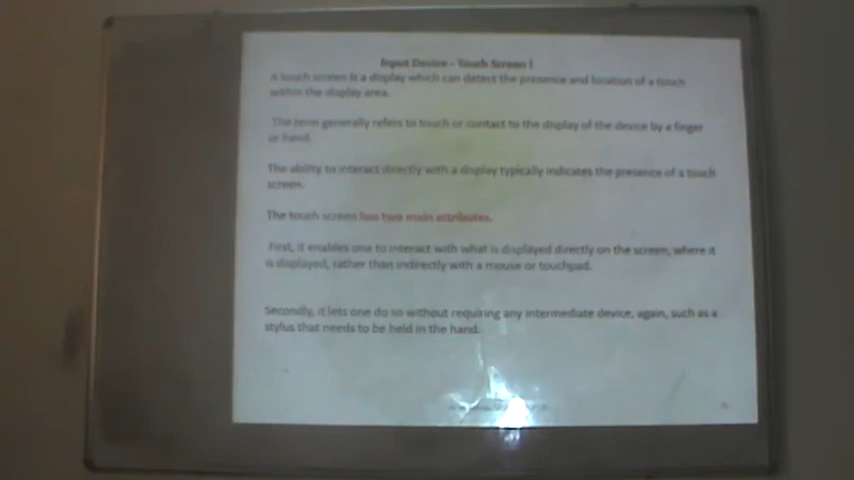 Input Device - Touch Screen I
A touch screen is a display which can detect the presence and location of a touch
within the display area.
The term generally refers to touch or contact to the display of the device by a finger
or hand.
The ability to interact directly with a display typically indicates the presence of a touch
screen.
The touch screen has two main attributes.
First, it enables one to interact with what is displayed directly on the screen, where it
is displayed, rather than indirectly with a mouse or touchpad.
Secondly, it lets one do so without requiring any intermediate device, again, such as a
stylus that needs to be held in the hand.